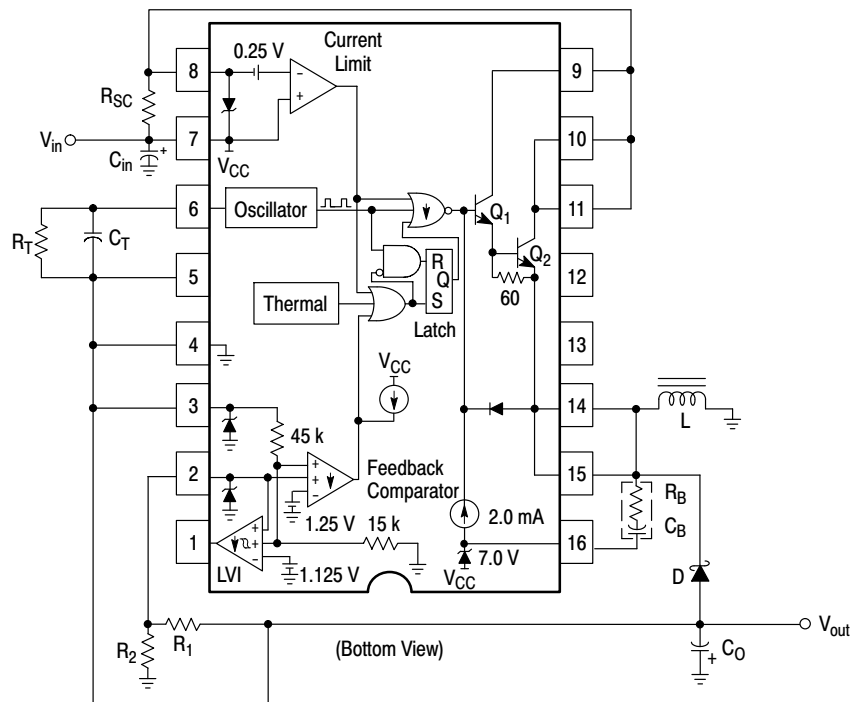 Current
Limit
0.25 V
8
9
RSC
Vin
7
10
Cin
+
VCC
6
Oscillator
Q1
11
RT
CT
R
Q2
5
Q
12
60
Thermal
S
Latch
4
13
VCC
3
14
45 k
L
2
Feedback
Comparator
15
RB
CB
1.25 V
15 k
2.0 mA
1
16
7.0 V
LVI
1.125 V
VCC
D
R2
R1
(Bottom View)
Vout
CO
+